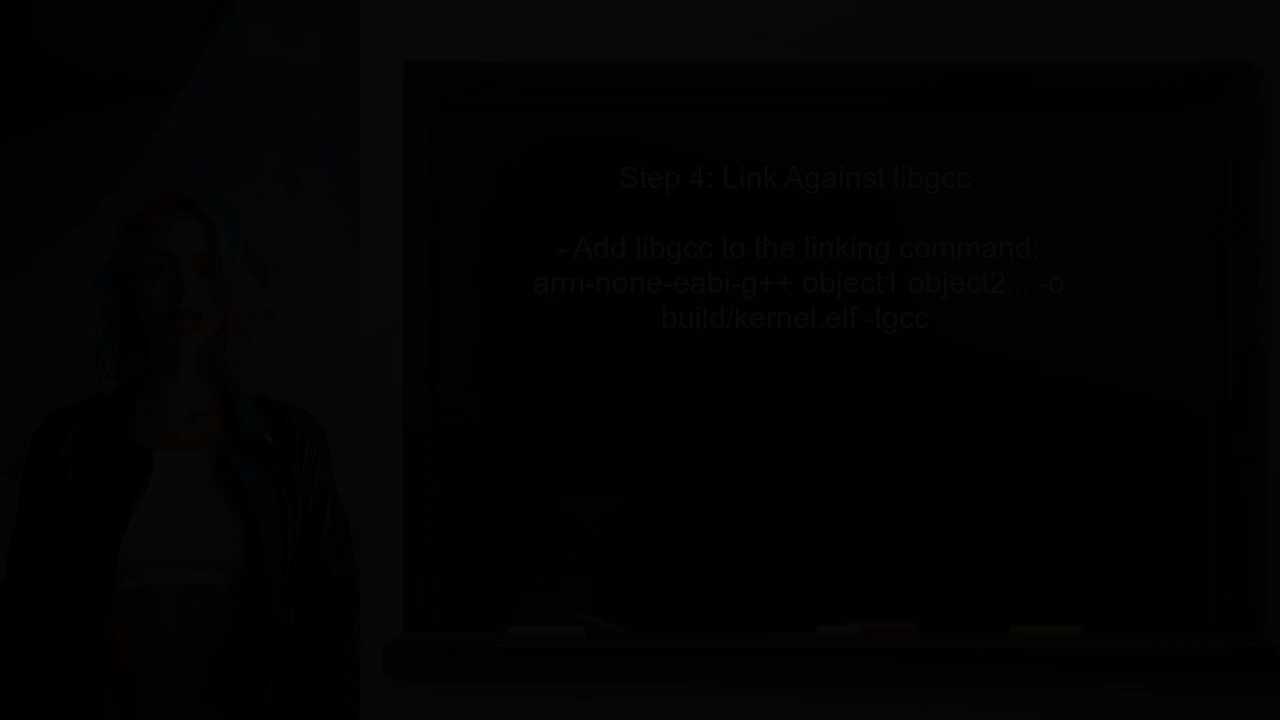 Step 4: Link Against libgcc
- Add libgcc to the linking command:
arm-none-eabi-g++ object1 object2... -o
build/kernel.elf -lgcc